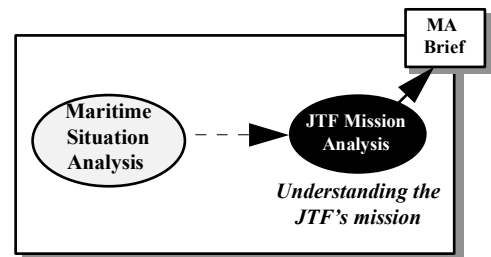 MA
Brief
Maritime
Situation
Analysis
JTF Mission
Analysis
Understanding the
JTF's mission